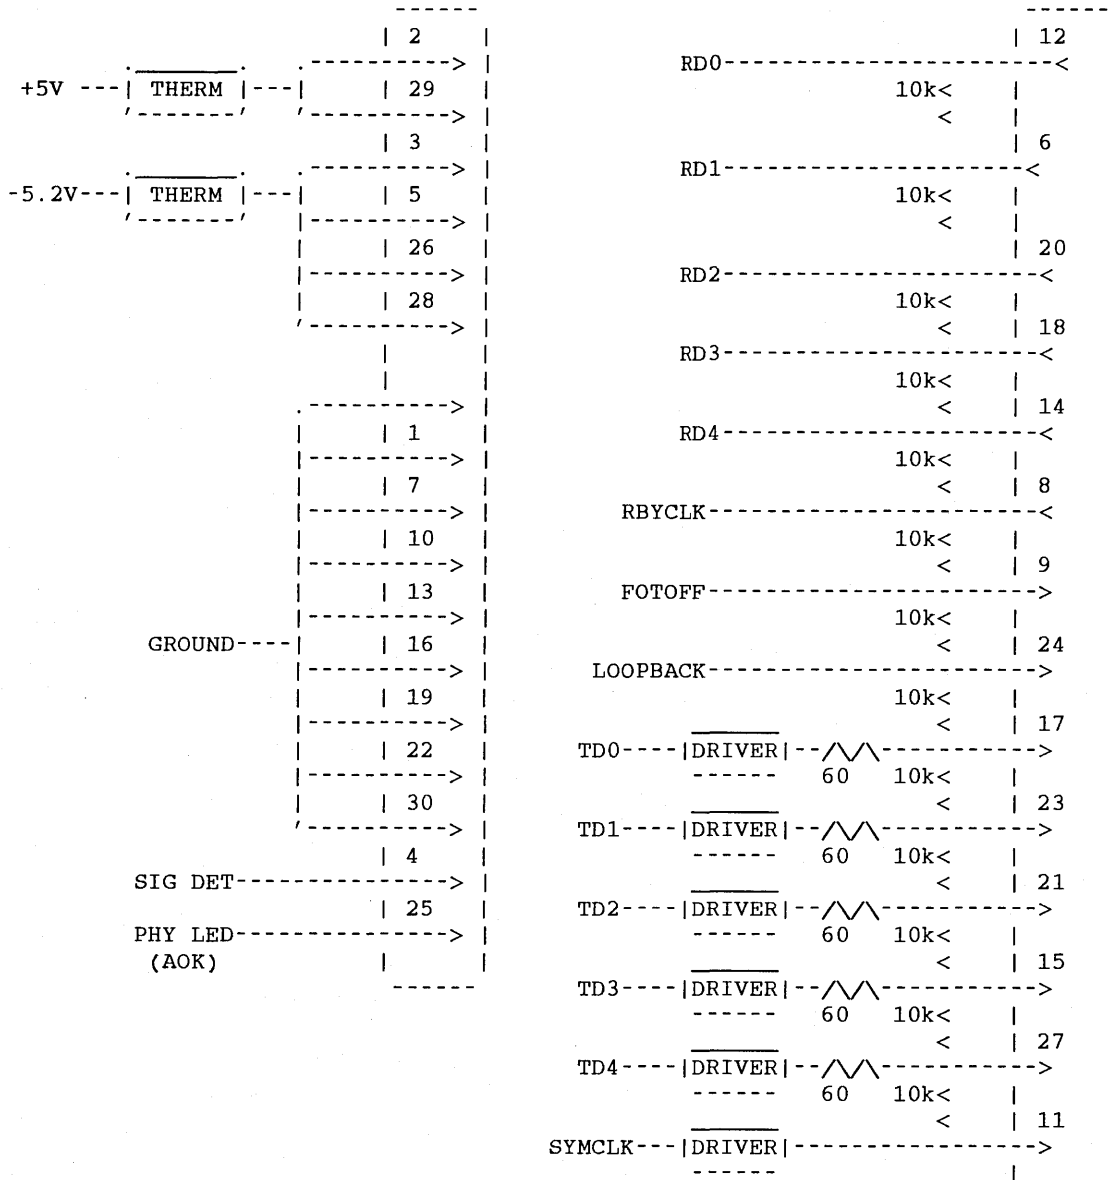 2
+5V THERM 29
3
-5.2V THERM 5
26
28
1
7
10
13
GROUND 16
19
22
30
4
SIG DET
25
PHY LED
(AOK)
12
RD0
10k
6
RD1
10k
20
RD2
10k
18
RD3
10k
14
RD4
10k
8
RBYCLK
10k
9
FOTOFF
10k
24
LOOPBACK
10k
17
TD0 DRIVER
60 10k
23
TD1 DRIVER
60 10k
21
TD2 DRIVER
60 10k
15
TD3 DRIVER
60 10k
27
TD4 DRIVER
60 10k
11
SYMCLK DRIVER